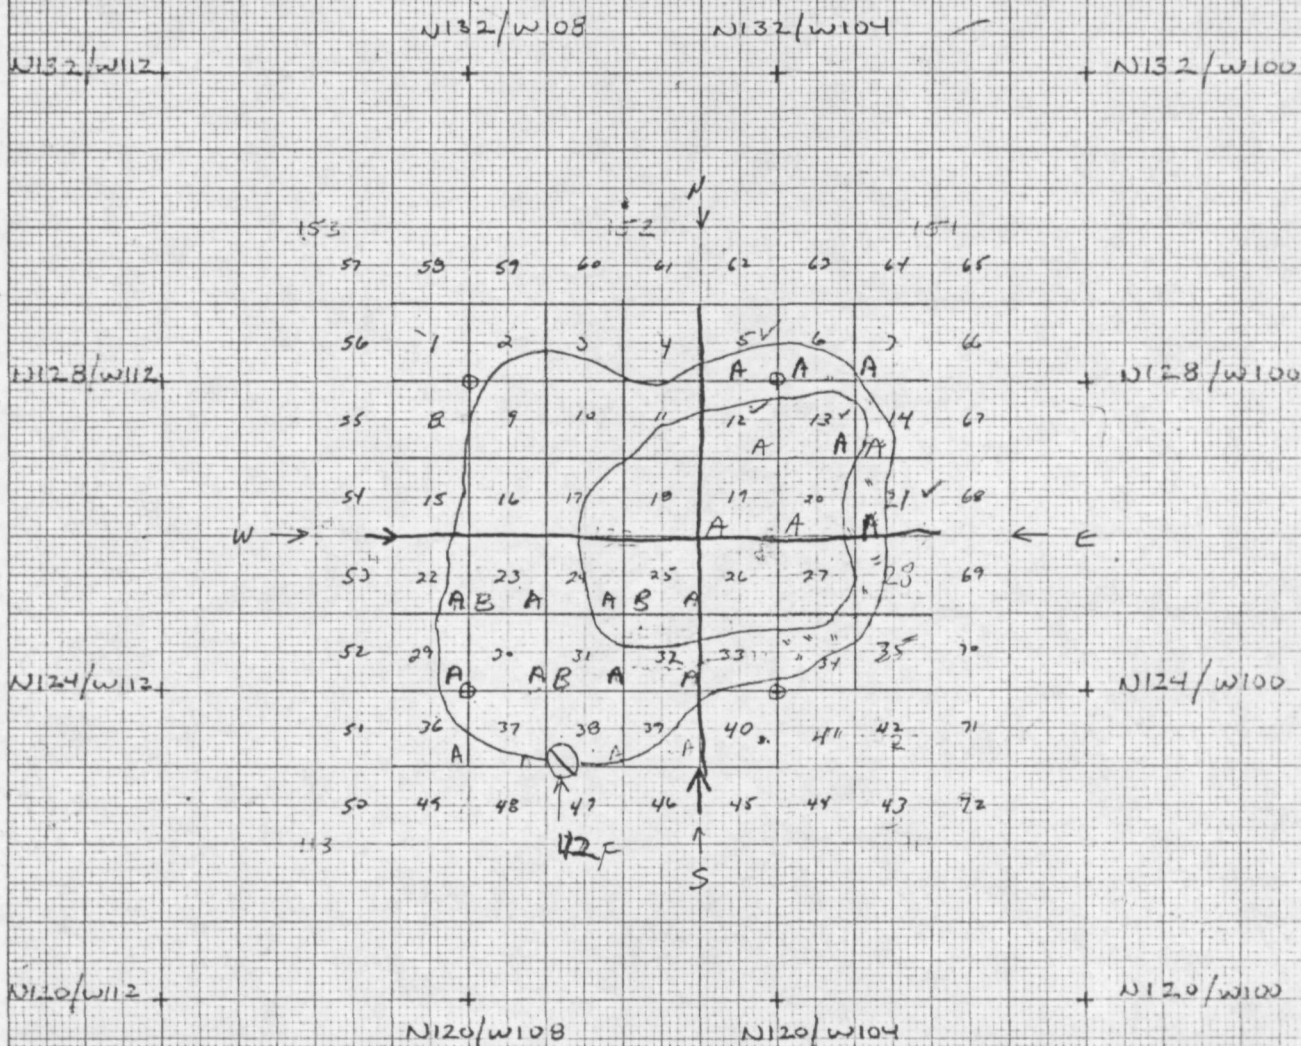 N132/W108 N132/W104
N132/W112 N132/W100
N
153 152 151
57 58 59 60 61 62 63 64 65
56 1 2 3 4 5✓ 6 7 66
A A A
N128/W112 N128/W100
55 8 9 10 11 12✓ 13✓ 14 67
A A A
54 15 16 17 18 19 20 21✓ 68
A A A
W E
53 22 23 24 25 26 27 28 69
A B A A B A
52 29 30 31 32 33 34 35 70
A A B A A
N124/W112 N124/W100
51 36 37 38 39 40 41 42 71
A A A A
50 49 48 47 46 45 44 43 72
113 11
S
N120/W112 N120/W100
N120/W108 N120/W104